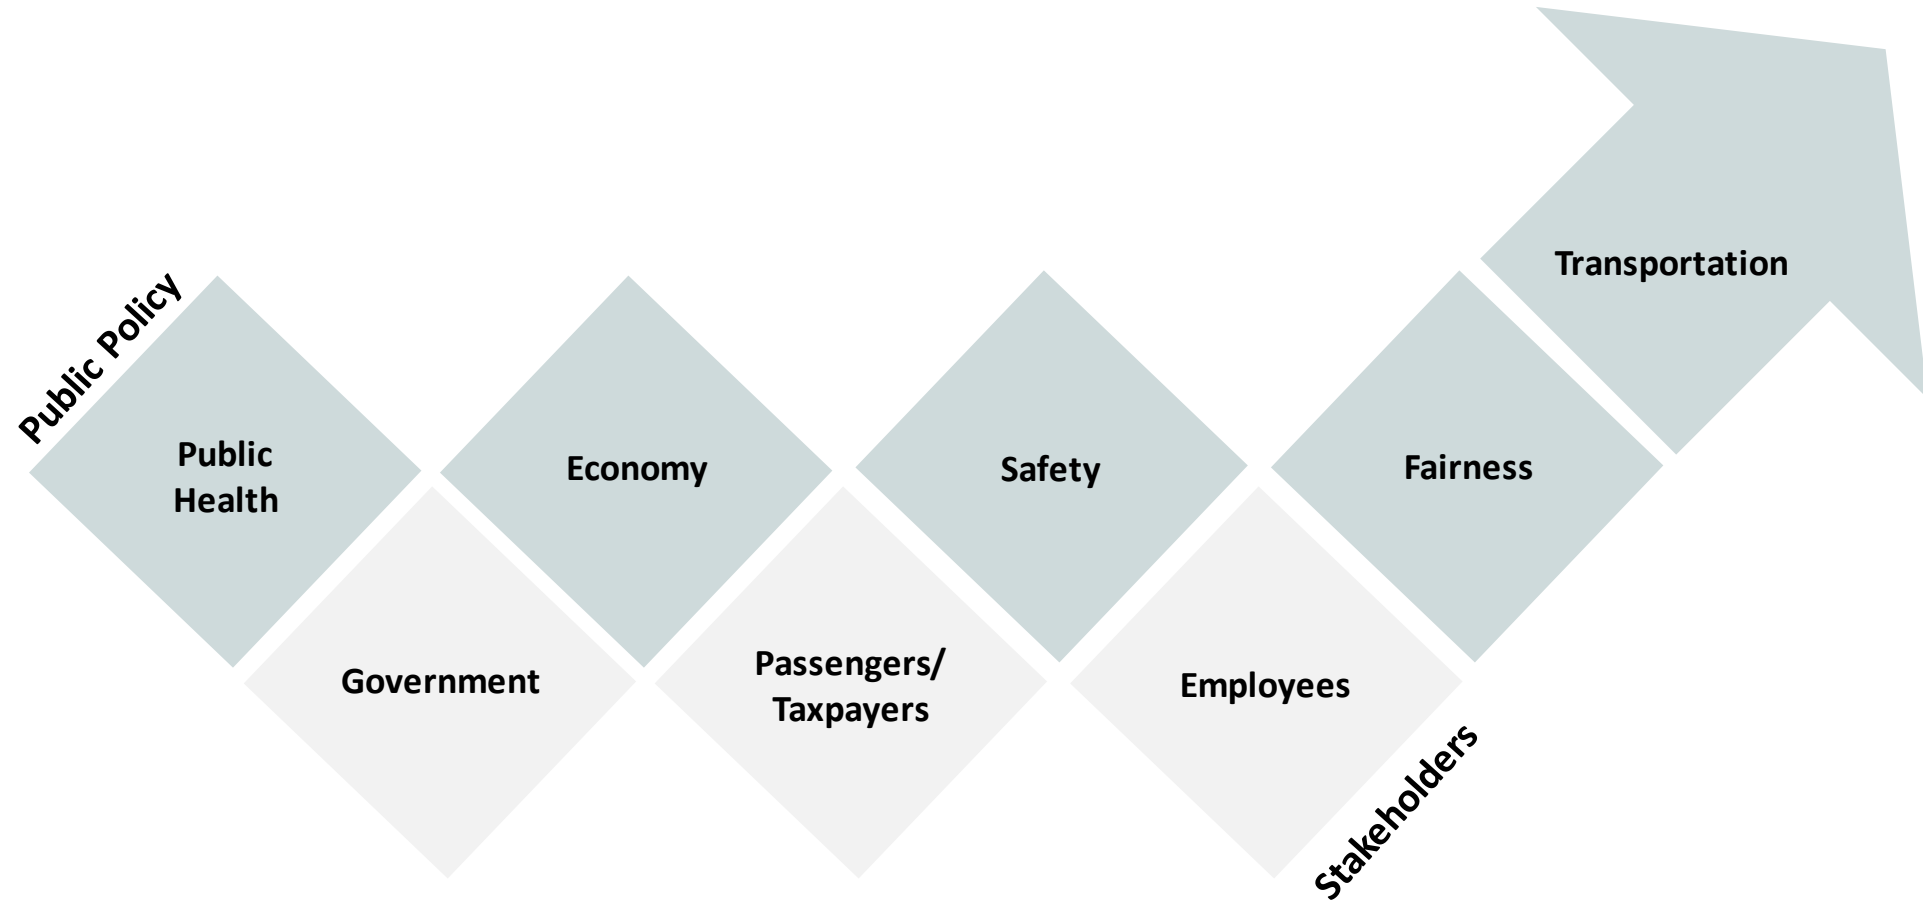 Public Policy
Public
Health
Economy
Safety
Fairness
Transportation
Government
Passengers/
Taxpayers
Employees
Stakeholders